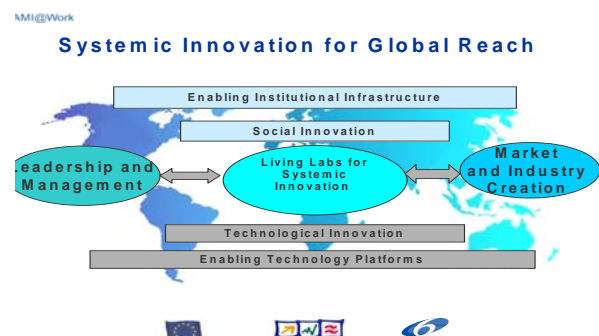 AMI@Work
Systemic Innovation for Global Reach
Enabling Institutional Infrastructure
Social Innovation
Leadership and
Management
Living Labs for
Systemic
Innovation
Market
and Industry
Creation
Technological Innovation
Enabling Technology Platforms